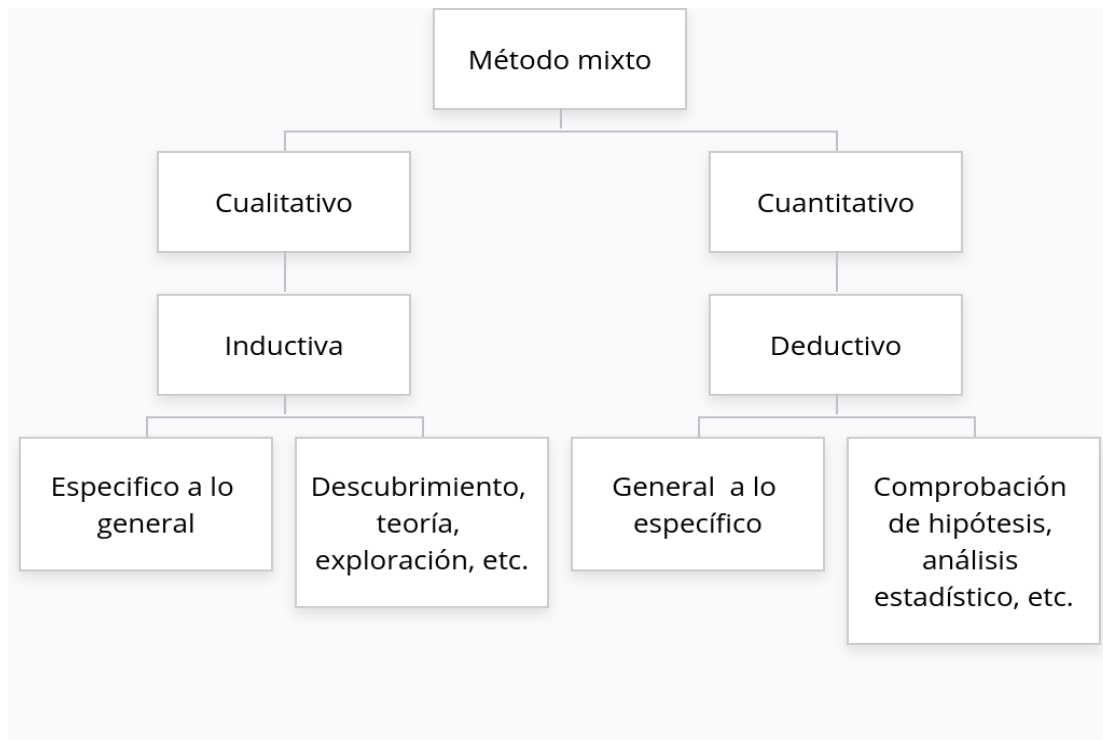 Método mixto
Cualitativo
Cuantitativo
Inductiva
Deductivo
Especifico a lo
general
Descubrimiento,
teoría,
exploración, etc.
General  a lo
específico
Comprobación
de hipótesis,
análisis
estadístico, etc.